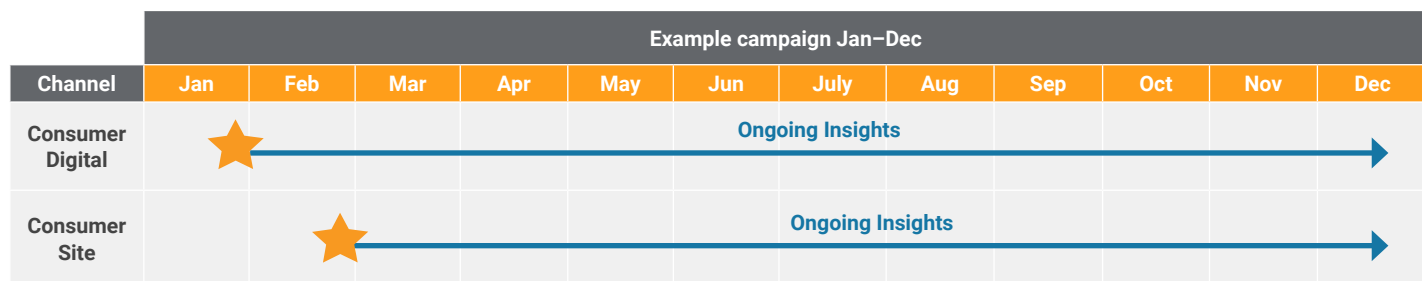 Example campaign Jan–Dec
Channel Jan Feb Mar Apr May Jun July Aug Sep Oct Nov Dec
Consumer
Digital
Ongoing Insights
Consumer
Site
Ongoing Insights